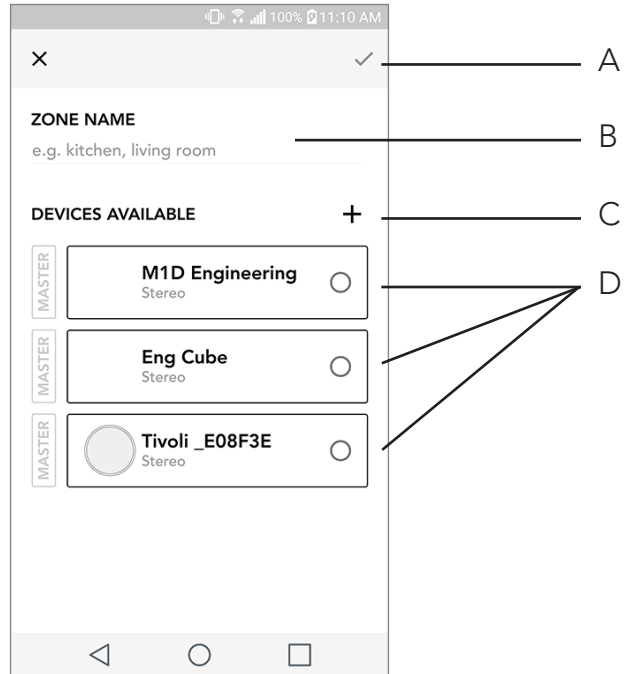 100% 11:10 AM
A
ZONE NAME
B
e.g. kitchen, living room
DEVICES AVAILABLE + C
MASTER
M1D Engineering
Stereo
D
MASTER
Eng Cube
Stereo
MASTER
Tivoli _E08F3E
Stereo